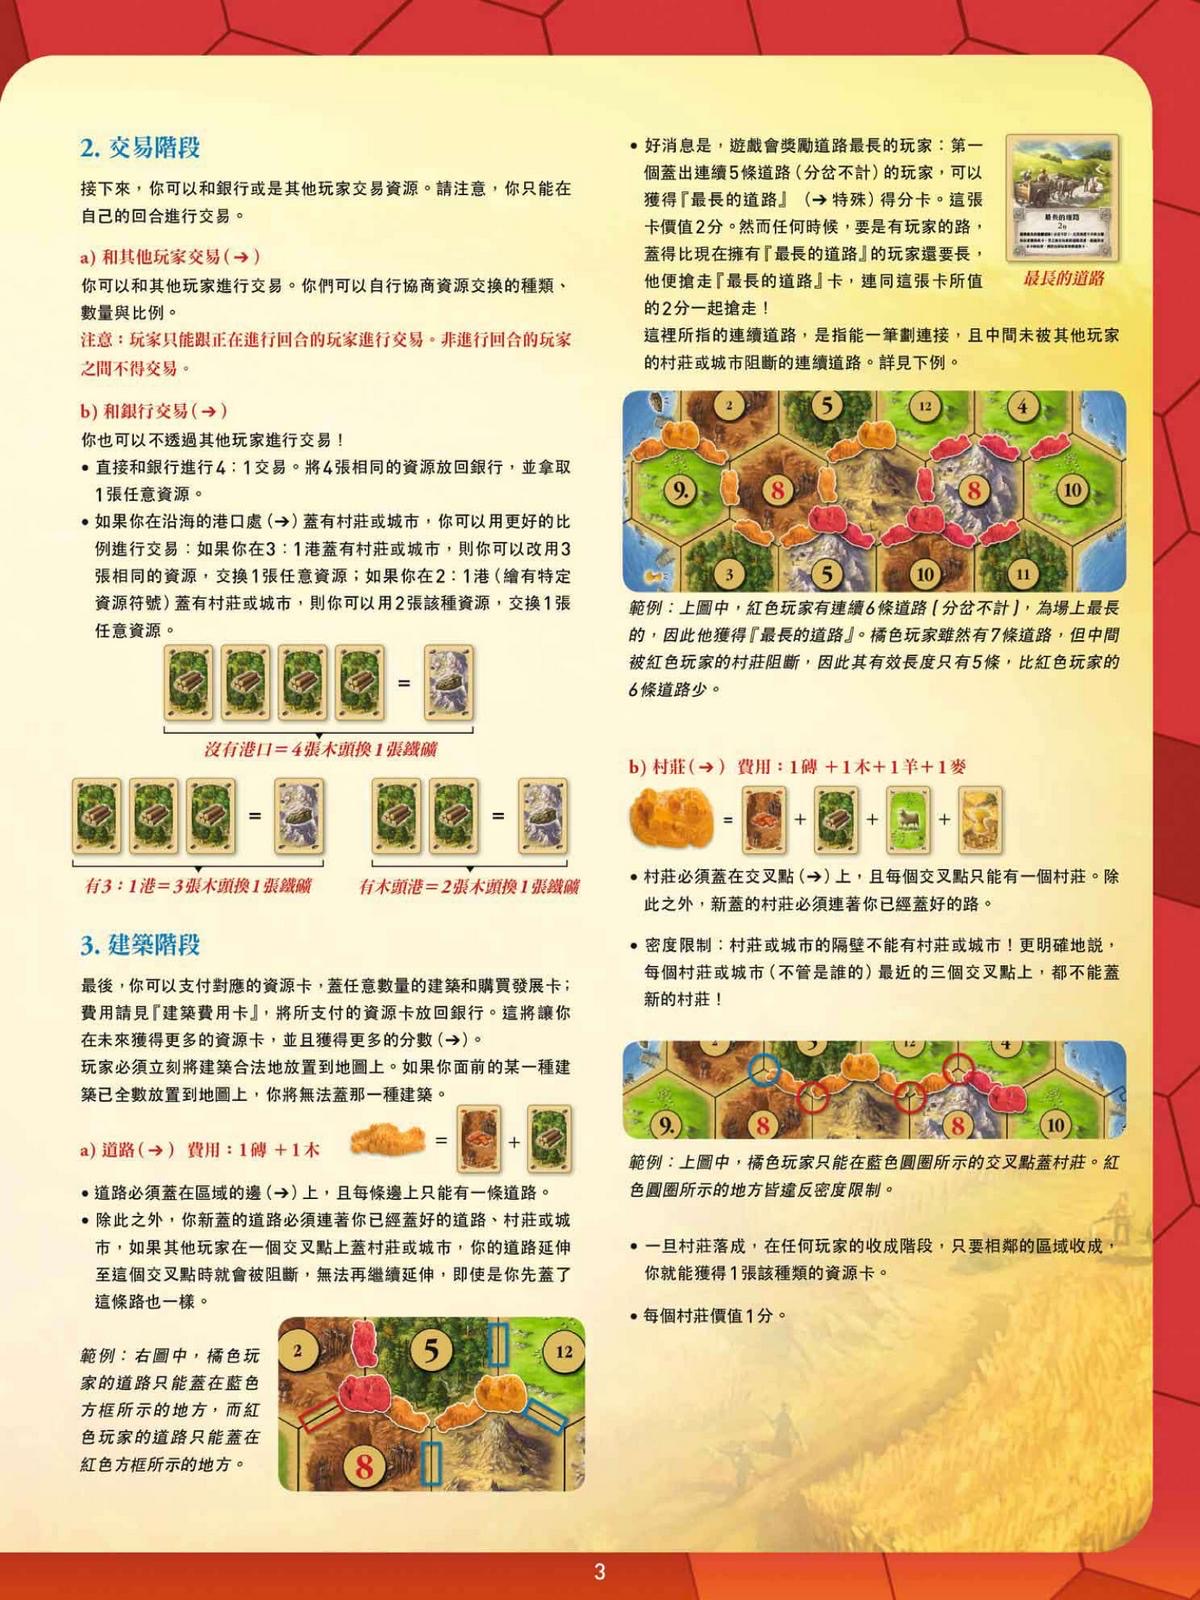 2. 交易階段
接下來，你可以和銀行或是其他玩家交易資源。請注意，你只能在
自己的回合進行交易。
a) 和其他玩家交易(➔)
你可以和其他玩家進行交易。你們可以自行協商資源交換的種類、
數量與比例。
注意：玩家只能跟正在進行回合的玩家進行交易。非進行回合的玩家
之間不得交易。
b) 和銀行交易(➔)
你也可以不透過其他玩家進行交易！
• 直接和銀行進行4：1交易。將4張相同的資源放回銀行，並拿取
1張任意資源。
• 如果你在沿海的港口處(➔)蓋有村莊或城市，你可以用更好的比
例進行交易：如果你在3：1港蓋有村莊或城市，則你可以改用3
張相同的資源，交換1張任意資源；如果你在2：1港(繪有特定
資源符號)蓋有村莊或城市，則你可以用2張該種資源，交換1張
任意資源。
=
沒有港口＝4張木頭換1張鐵礦
= =
有3：1港＝3張木頭換1張鐵礦
有木頭港＝2張木頭換1張鐵礦
3. 建築階段
最後，你可以支付對應的資源卡，蓋任意數量的建築和購買發展卡；
費用請見『建築費用卡』，將所支付的資源卡放回銀行。這將讓你
在未來獲得更多的資源卡，並且獲得更多的分數(➔)。
玩家必須立刻將建築合法地放置到地圖上。如果你面前的某一種建
築已全數放置到地圖上，你將無法蓋那一種建築。
a) 道路(➔) 費用：1磚 +1木
= +
• 道路必須蓋在區域的邊(➔)上，且每條邊上只能有一條道路。
• 除此之外，你新蓋的道路必須連著你已經蓋好的道路、村莊或城
市，如果其他玩家在一個交叉點上蓋村莊或城市，你的道路延伸
至這個交叉點時就會被阻斷，無法再繼續延伸，即使是你先蓋了
這條路也一樣。
範例：右圖中，橘色玩
家的道路只能蓋在藍色
方框所示的地方，而紅
色玩家的道路只能蓋在
紅色方框所示的地方。
2 5 12
8
• 好消息是，遊戲會獎勵道路最長的玩家：第一
個蓋出連續5條道路(分岔不計)的玩家，可以
獲得『最長的道路』(➔特殊)得分卡。這張
卡價值2分。然而任何時候，要是有玩家的路，
蓋得比現在擁有『最長的道路』的玩家還要長，
他便搶走『最長的道路』卡，連同這張卡所值
的2分一起搶走！
最長的道路
2分
最長的道路
這裡所指的連續道路，是指能一筆劃連接，且中間未被其他玩家
的村莊或城市阻斷的連續道路。詳見下例。
2 5 12 4
9. 8 8 10
3 5 10 11
範例：上圖中，紅色玩家有連續6條道路(分岔不計)，為場上最長
的，因此他獲得『最長的道路』。橘色玩家雖然有7條道路，但中間
被紅色玩家的村莊阻斷，因此其有效長度只有5條，比紅色玩家的
6條道路少。
b) 村莊(➔) 費用：1磚 +1木+1羊+1麥
= + + +
• 村莊必須蓋在交叉點(➔)上，且每個交叉點只能有一個村莊。除
此之外，新蓋的村莊必須連著你已經蓋好的路。
• 密度限制：村莊或城市的隔壁不能有村莊或城市！更明確地説，
每個村莊或城市(不管是誰的)最近的三個交叉點上，都不能蓋
新的村莊！
2 5 12 4
9. 8 8 10
範例：上圖中，橘色玩家只能在藍色圓圈所示的交叉點蓋村莊。紅
色圓圈所示的地方皆違反密度限制。
• 一旦村莊落成，在任何玩家的收成階段，只要相鄰的區域收成，
你就能獲得1張該種類的資源卡。
• 每個村莊價值1分。
3